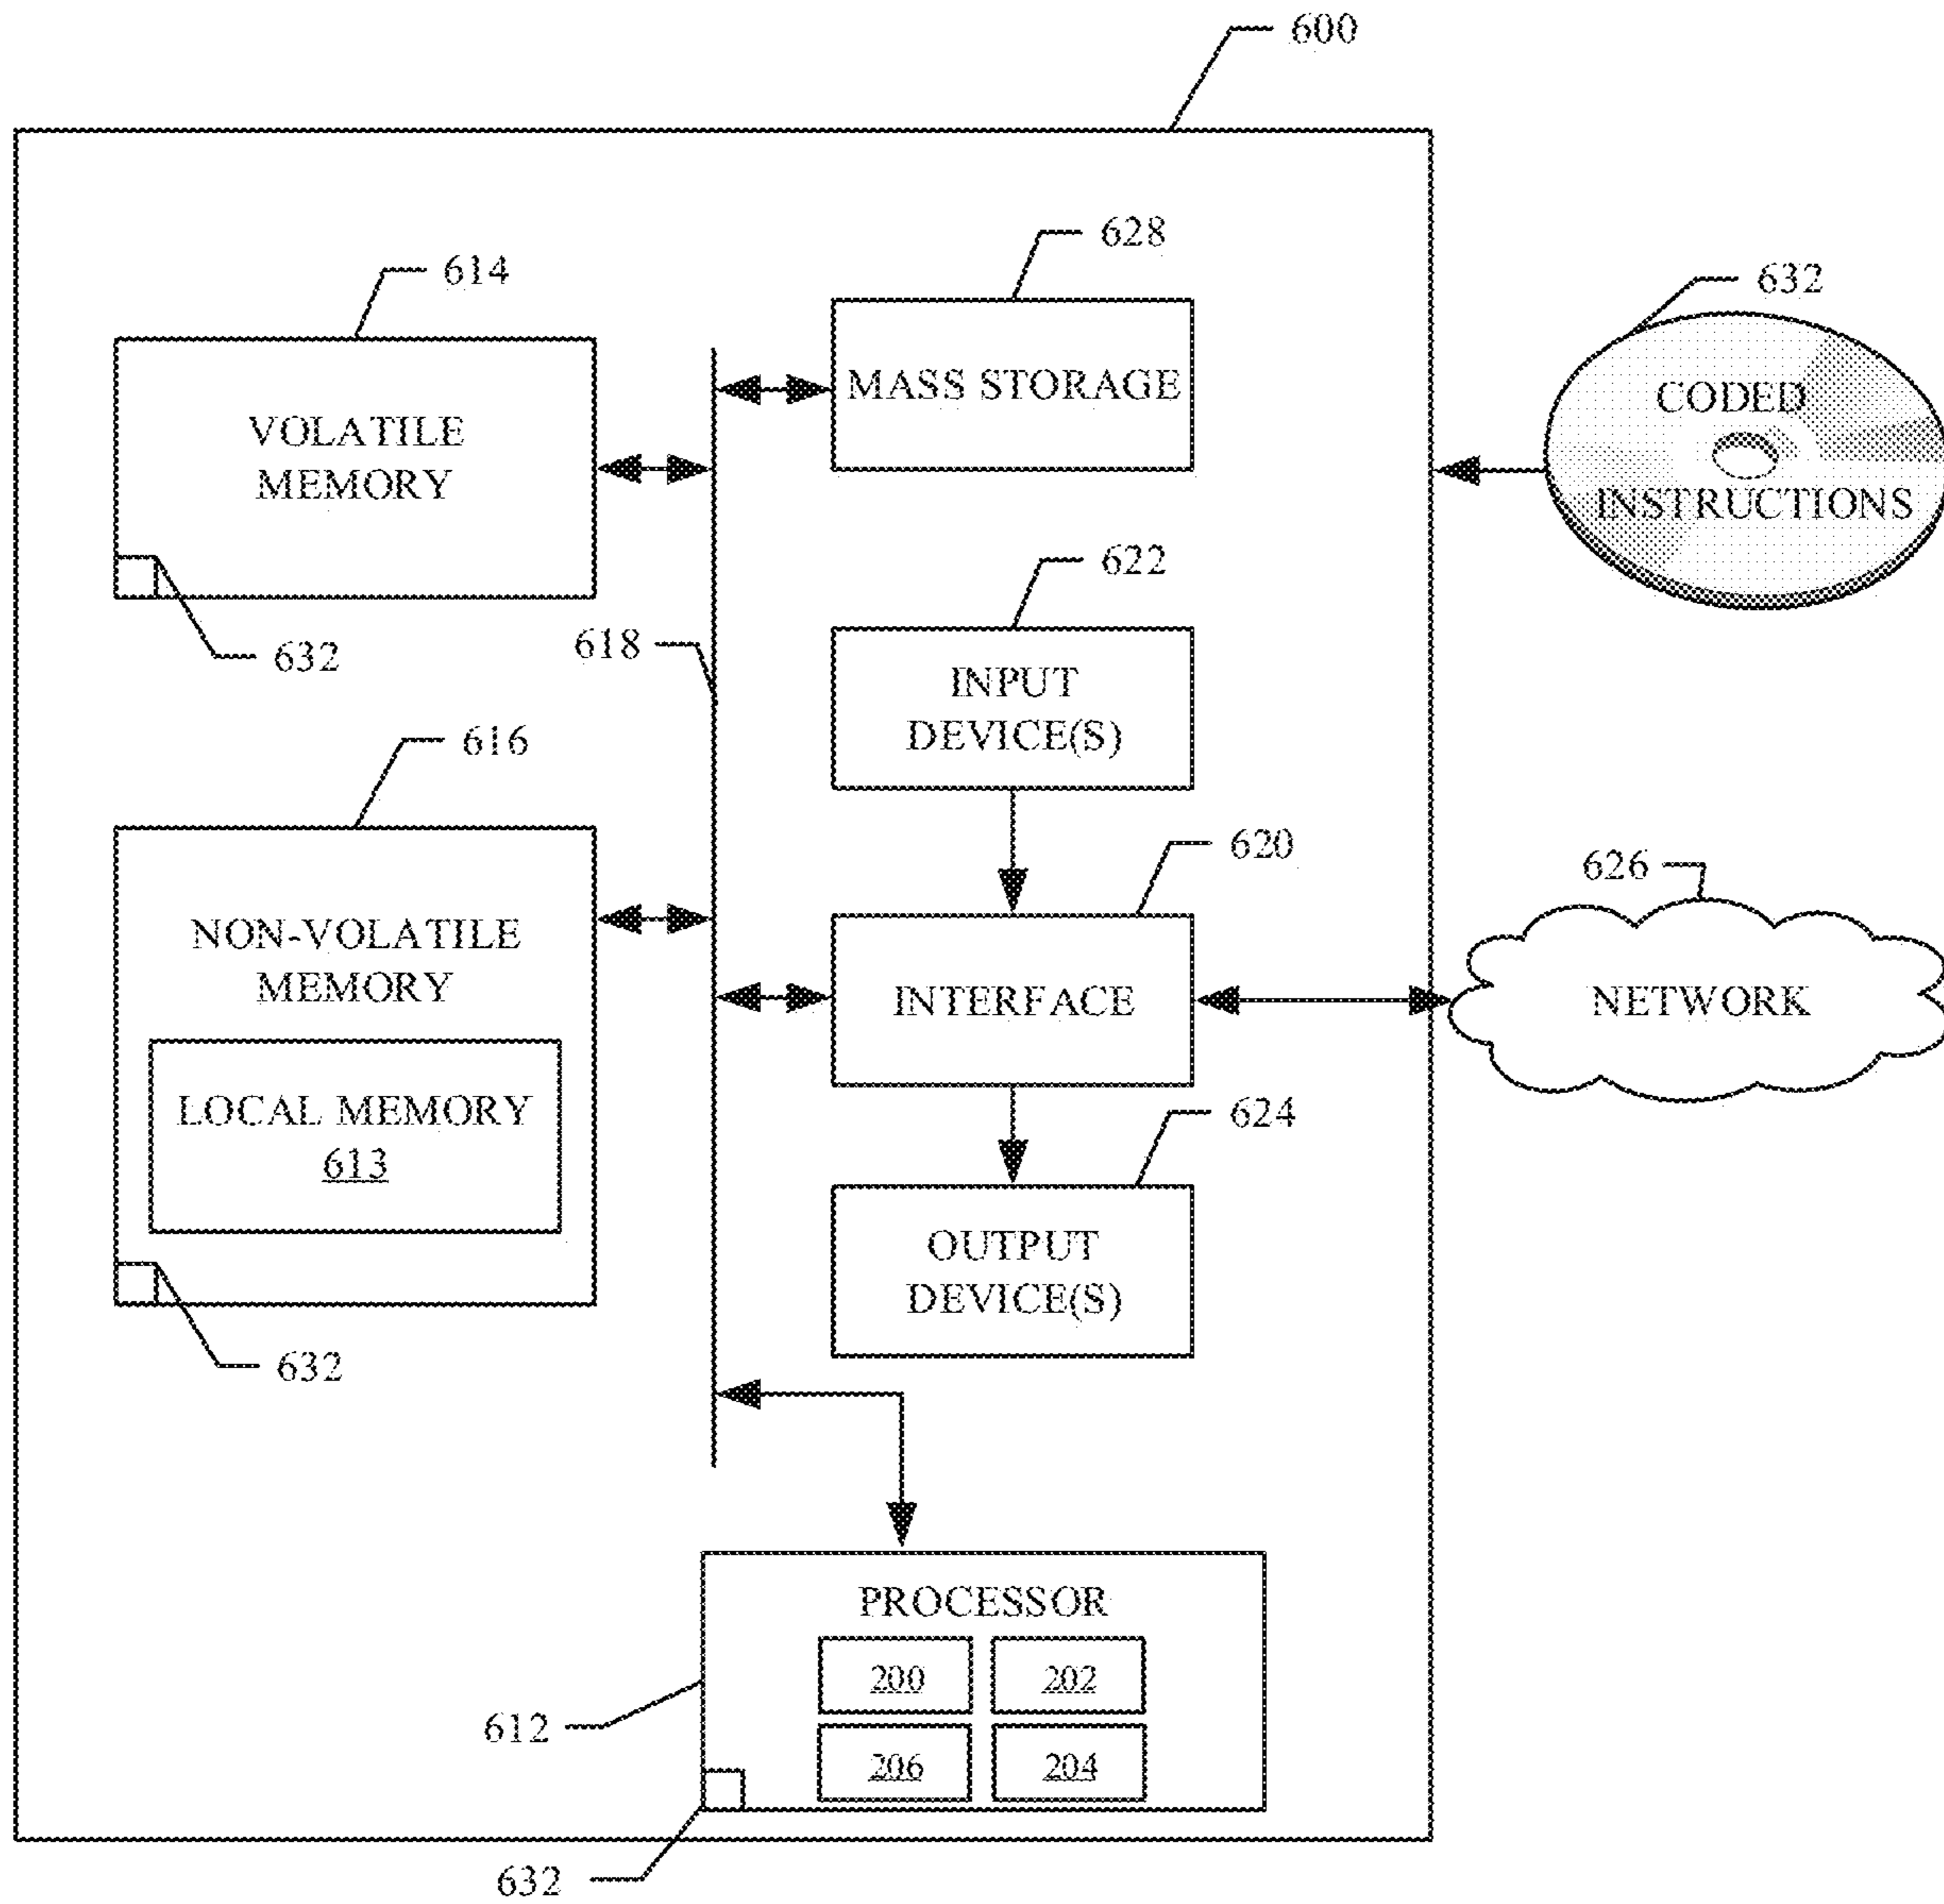 600
628
614
632
MASS STORAGE
CODED
VOLATILE
MEMORY
INSTRUCTIONS
622
618
632
INPUT
DEVICE(S)
616
620
626
NON-VOLATILE
MEMORY
INTERFACE
NETWORK
LOCAL MEMORY
613
624
OUTPUT
DEVICE(S)
632
PROCESSOR
200 202
612
206 204
632